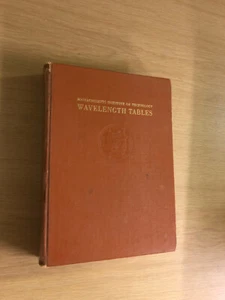 MASSACHUSETTS INSTITUTE OF TECHNOLOGY
WAVELENGTH TABLES